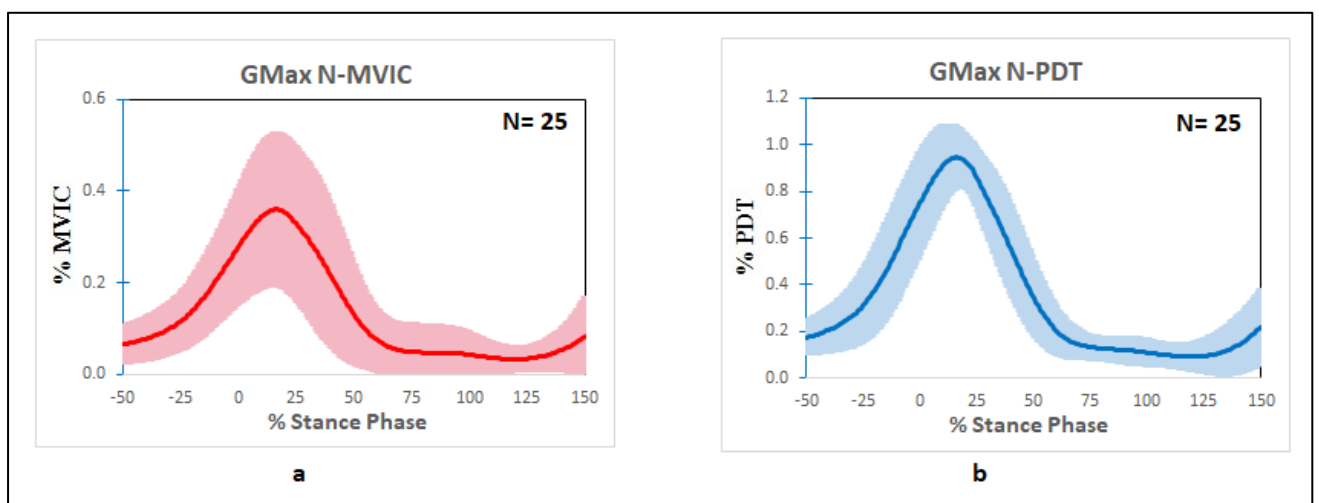 GMax N-MVIC
N= 25
% MVIC
0.6
0.4
0.2
0.0
-50 -25 0 25 50 75 100 125 150
% Stance Phase
a
GMax N-PDT
N= 25
% PDT
1.2
1.0
0.8
0.6
0.4
0.2
0.0
-50 -25 0 25 50 75 100 125 150
% Stance Phase
b